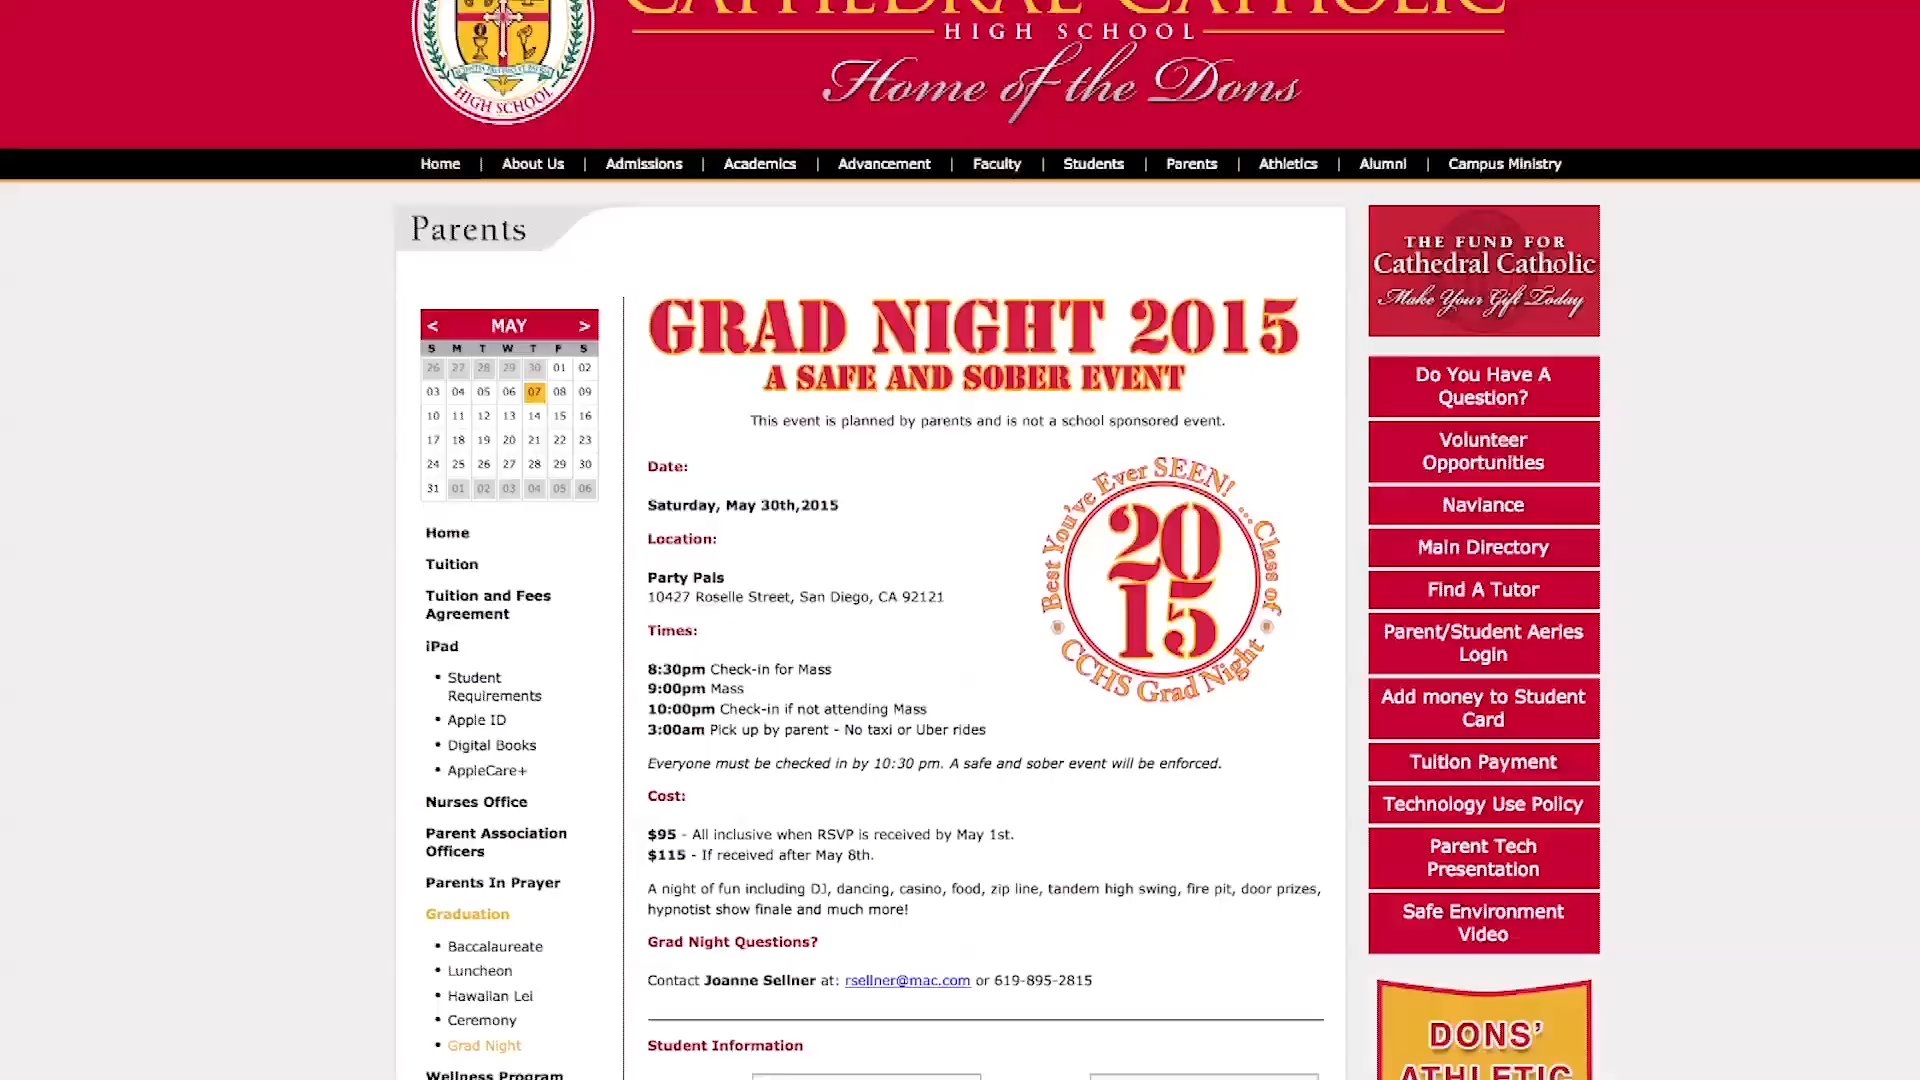 CATHEDRAL CATHOLIC
HIGH SCHOOL
Home of the Dons
HIGH SCHOOL
Home | About Us | Admissions | Academics | Advancement | Faculty | Students | Parents | Athletics | Alumni | Campus Ministry
Parents
< MAY >
S M T W T F S
26 27 28 29 30 01 02
03 04 05 06 07 08 09
10 11 12 13 14 15 16
17 18 19 20 21 22 23
24 25 26 27 28 29 30
31 01 02 03 04 05 06
Home
Tuition
Tuition and Fees
Agreement
iPad
• Student
Requirements
• Apple ID
• Digital Books
• AppleCare+
Nurses Office
Parent Association
Officers
Parents In Prayer
Graduation
• Baccalaureate
• Luncheon
• Hawaiian Lei
• Ceremony
• Grad Night
Wellness Program
GRAD NIGHT 2015
A SAFE AND SOBER EVENT
This event is planned by parents and is not a school sponsored event.
Date:
Saturday, May 30th,2015
Location:
Party Pals
10427 Roselle Street, San Diego, CA 92121
Times:
8:30pm Check-in for Mass
9:00pm Mass
10:00pm Check-in if not attending Mass
3:00am Pick up by parent - No taxi or Uber rides
Everyone must be checked in by 10:30 pm. A safe and sober event will be enforced.
Cost:
$95 - All inclusive when RSVP is received by May 1st.
$115 - If received after May 8th.
A night of fun including DJ, dancing, casino, food, zip line, tandem high swing, fire pit, door prizes,
hypnotist show finale and much more!
Grad Night Questions?
Contact Joanne Sellner at: rsellner@mac.com or 619-895-2815
Student Information
Best You've Ever SEEN! ...Class of
20
15
CCHS Grad Night
THE FUND FOR
Cathedral Catholic
Make Your Gift Today
Do You Have A
Question?
Volunteer
Opportunities
Naviance
Main Directory
Find A Tutor
Parent/Student Aeries
Login
Add money to Student
Card
Tuition Payment
Technology Use Policy
Parent Tech
Presentation
Safe Environment
Video
DONS'
ATHLETIC